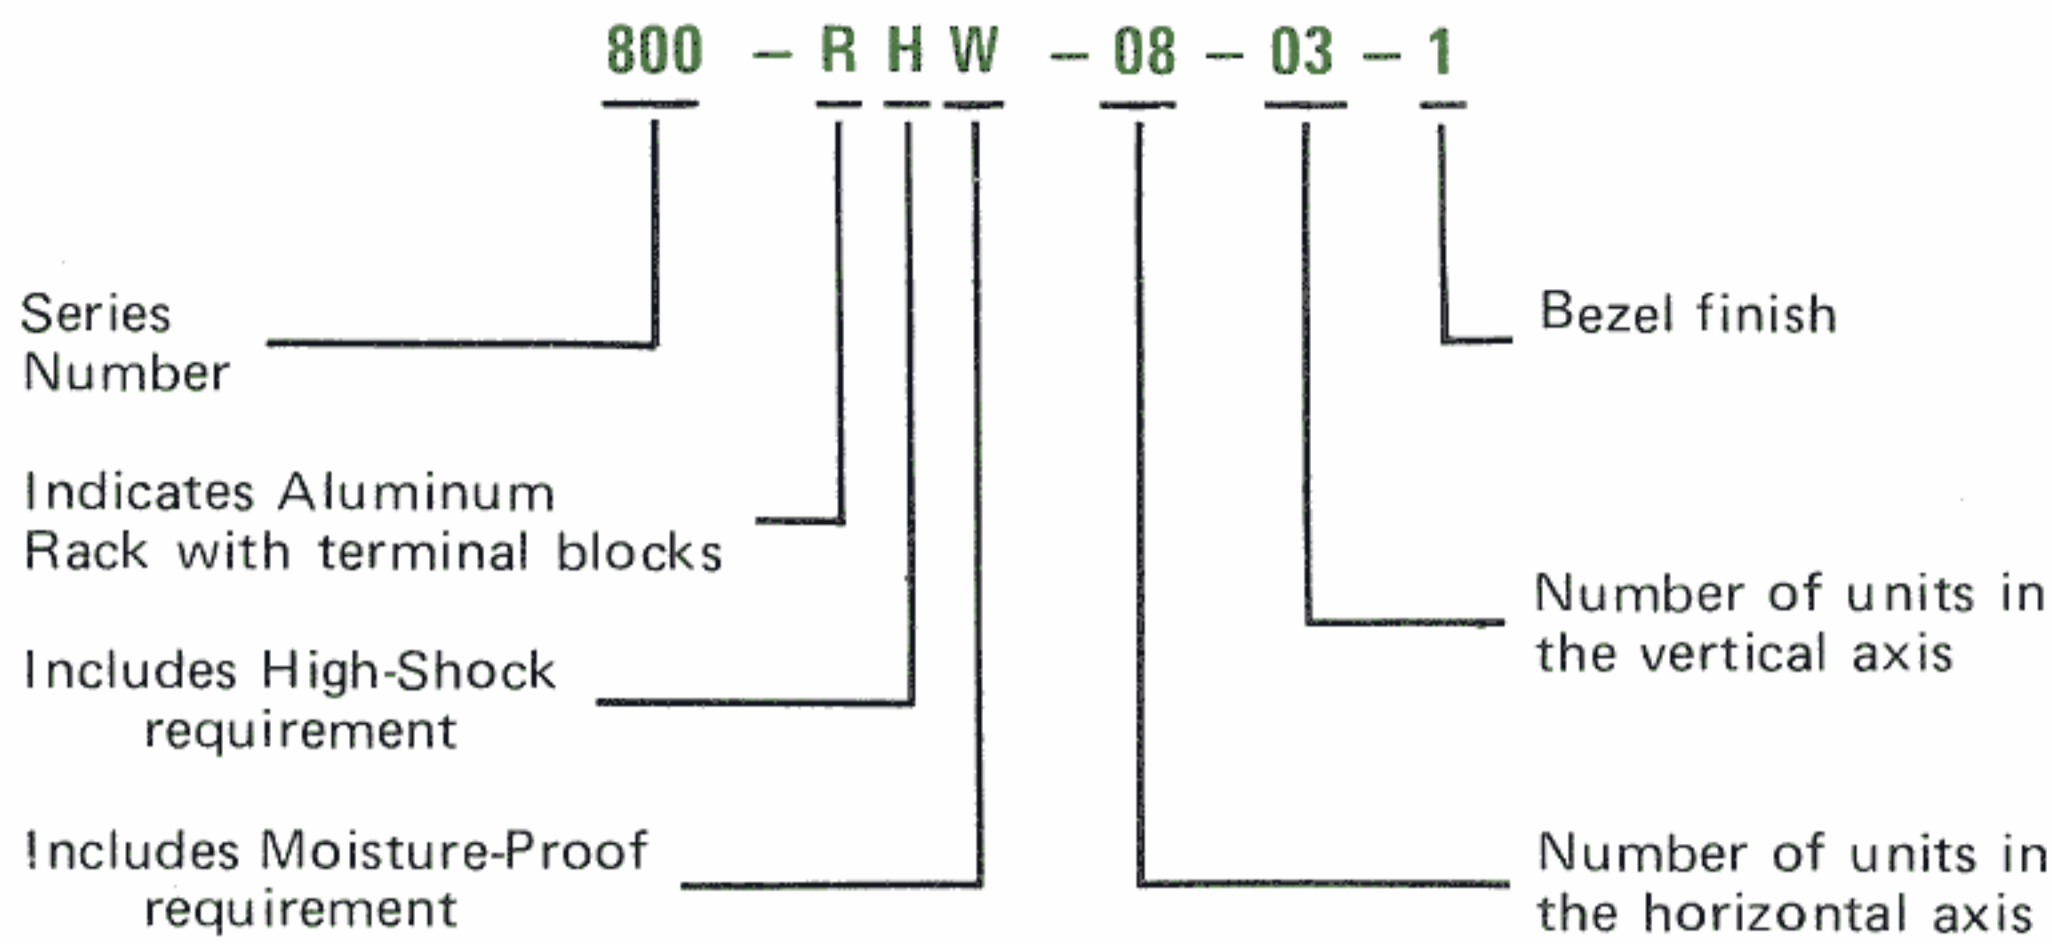 800 – R H W – 08 – 03 – 1
Series
Number
Bezel finish
Indicates Aluminum
Rack with terminal blocks
Number of units in
the vertical axis
Includes High-Shock
requirement
Includes Moisture-Proof
requirement
Number of units in
the horizontal axis